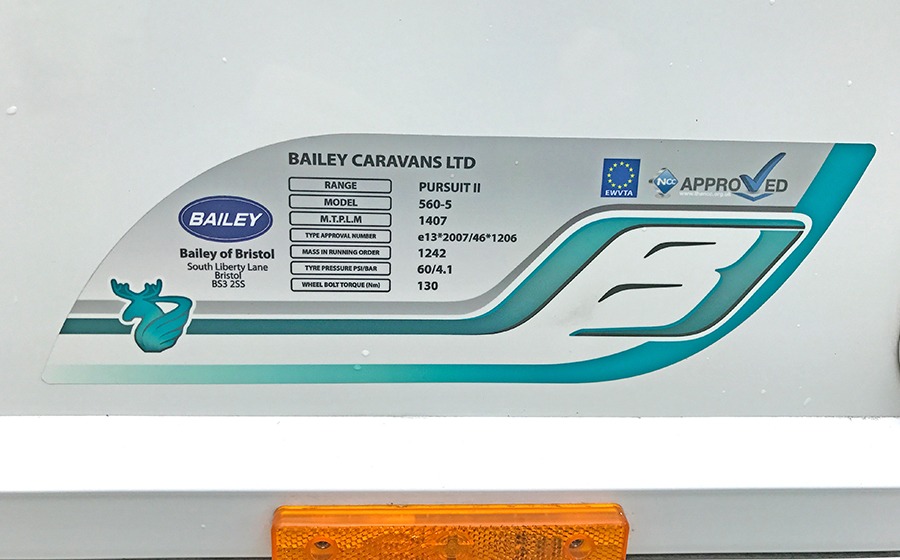 BAILEY CARAVANS LTD
RANGE PURSUIT II
MODEL 560-5
M.T.P.L.M 1407
TYPE APPROVAL NUMBER e13*2007/46*1206
MASS IN RUNNING ORDER 1242
TYRE PRESSURE PSI/BAR 60/4.1
WHEEL BOLT TORQUE (Nm) 130
BAILEY
Bailey of Bristol
South Liberty Lane
Bristol
BS3 2SS
EWVTA
NCC APPROVED
B